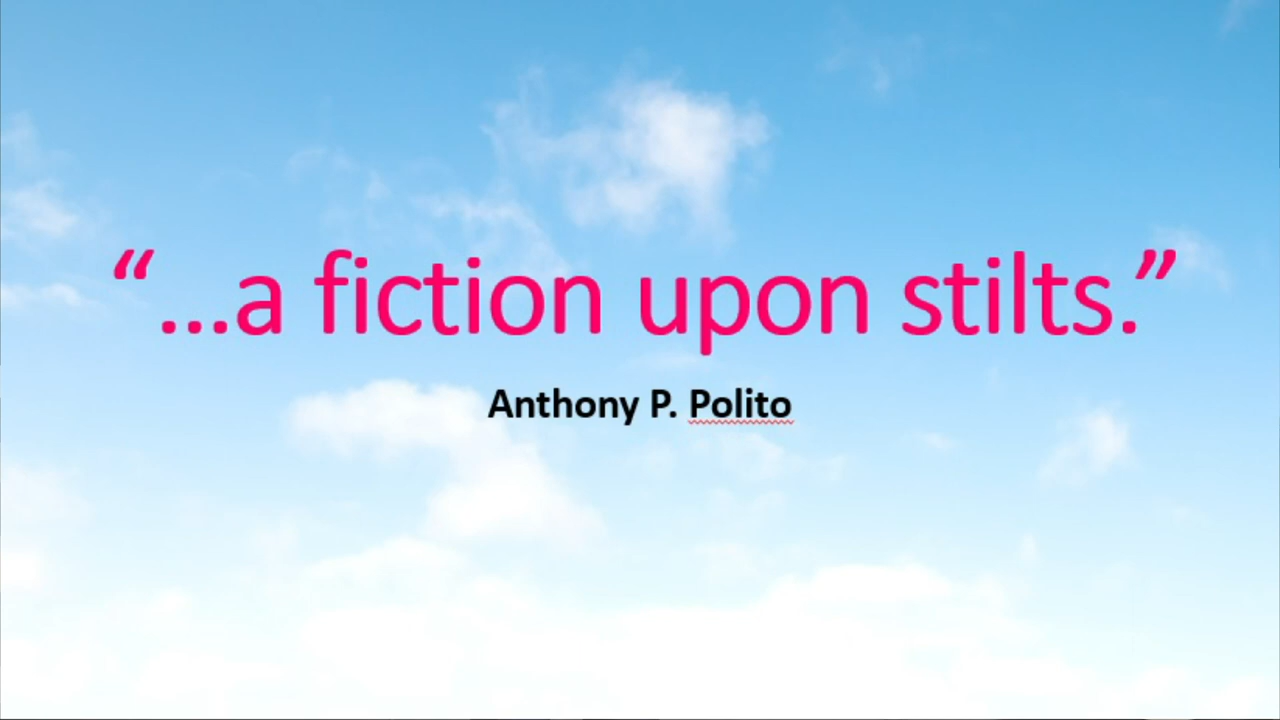 “...a fiction upon stilts.”
Anthony P. Polito